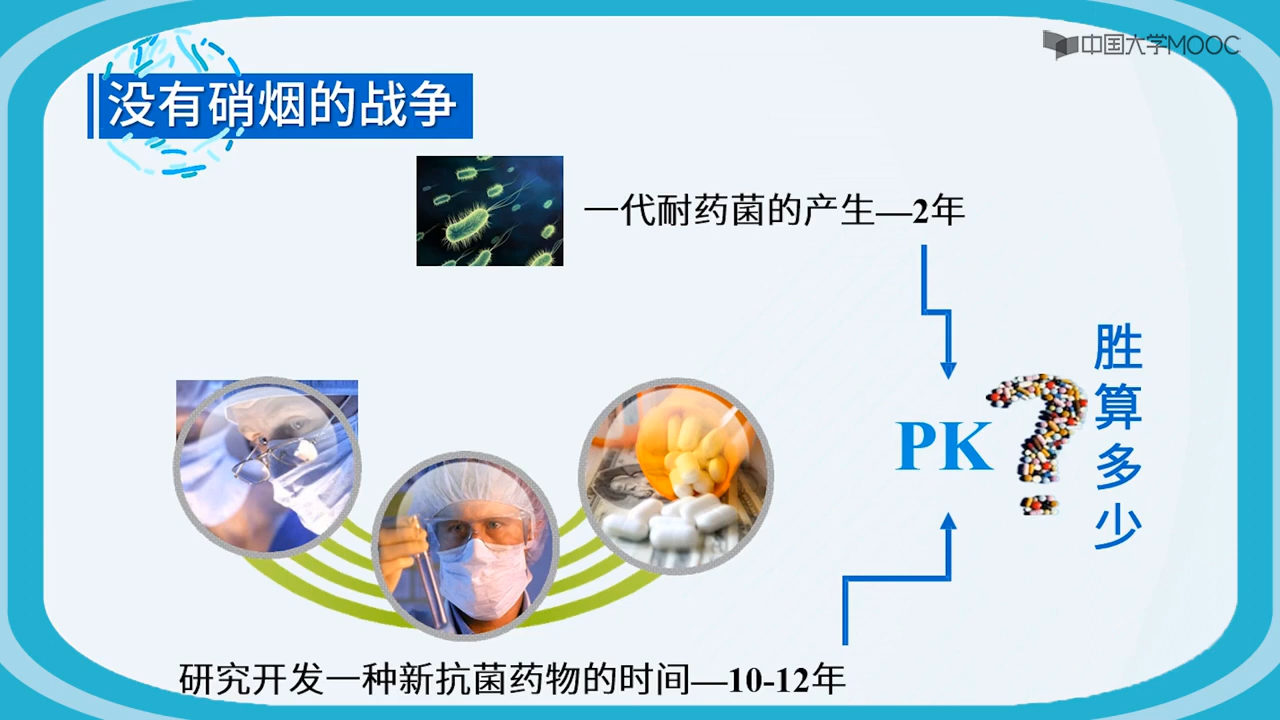 中国大学MOOC
没有硝烟的战争
一代耐药菌的产生—2年
PK
胜算多少
研究开发一种新抗菌药物的时间—10-12年